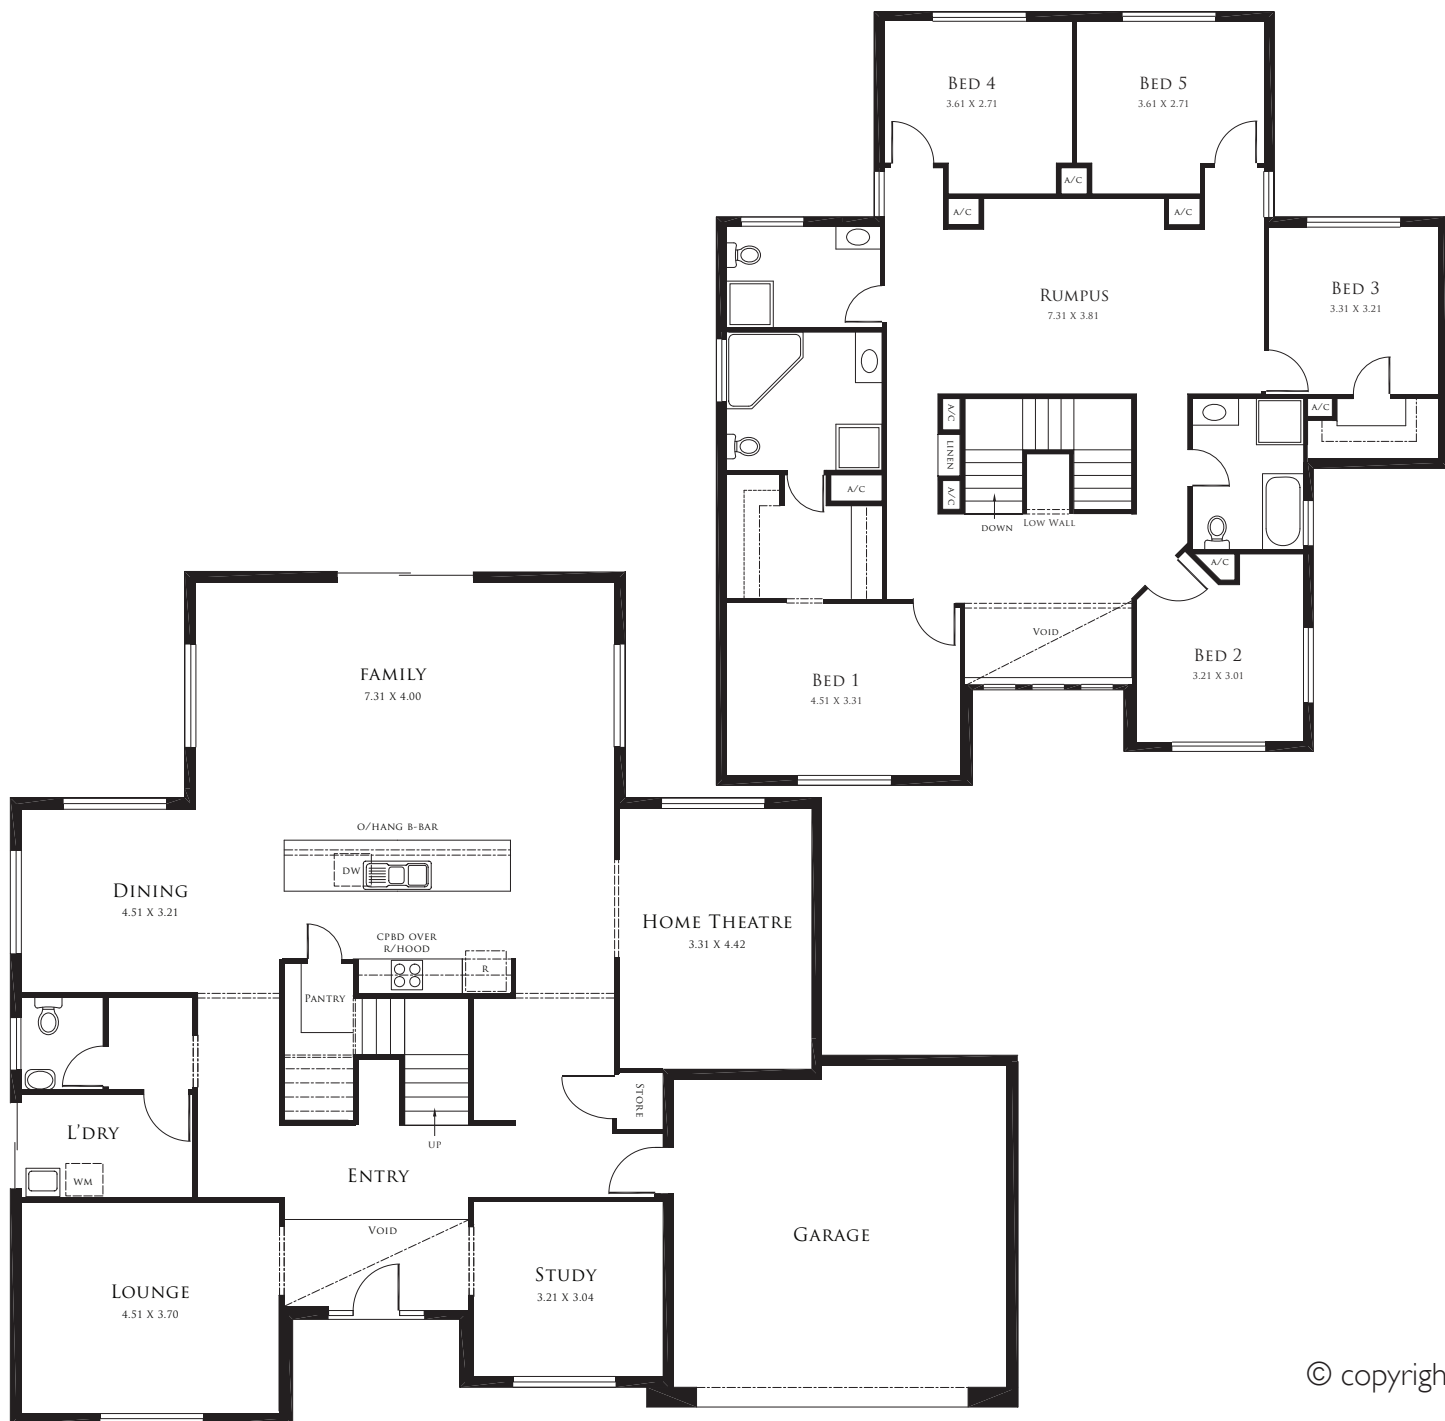 BED 4
3.61 X 2.71
BED 5
3.61 X 2.71
A/C
A/C
A/C
RUMPUS
7.31 X 3.81
BED 3
3.31 X 3.21
A/C
A/C
LINEN
A/C
A/C
DOWN
LOW WALL
A/C
VOID
BED 2
3.21 X 3.01
BED 1
4.51 X 3.31
FAMILY
7.31 X 4.00
O/HANG B-BAR
DW
DINING
4.51 X 3.21
HOME THEATRE
3.31 X 4.42
CPBD OVER
R/HOOD
R
PANTRY
STORE
L'DRY
WM
UP
ENTRY
VOID
GARAGE
LOUNGE
4.51 X 3.70
STUDY
3.21 X 3.04
© copyrigh